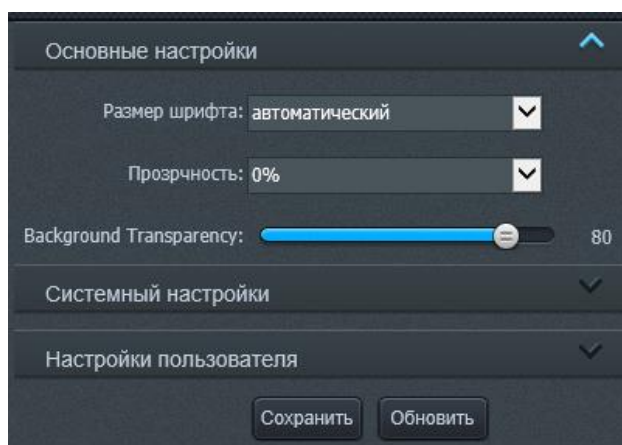 Основные настройки
Размер шрифта: автоматический
Прозрчность: 0%
Background Transparency: 80
Системный настройки
Настройки пользователя
Сохранить Обновить